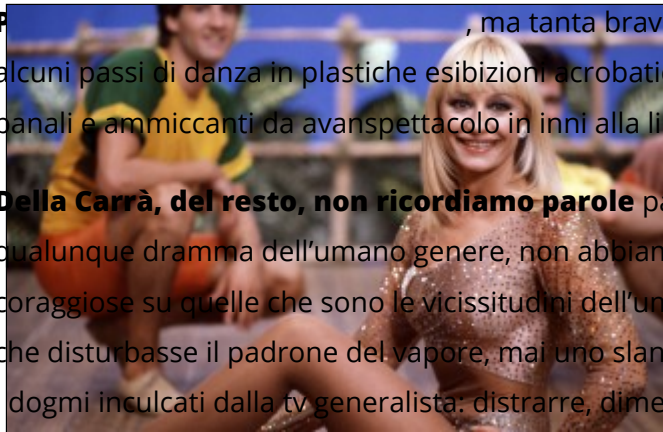 , ma tanta brav
alcuni passi di danza in plastiche esibizioni acrobati
banali e ammiccanti da avanspettacolo in inni alla li
Della Carrà, del resto, non ricordiamo parole pa
qualunque dramma dell'umano genere, non abbiam
coraggiose su quelle che sono le vicissitudini dell'un
che disturbasse il padrone del vapore, mai uno slan
dogmi inculcati dalla tv generalista: distrarre, dime